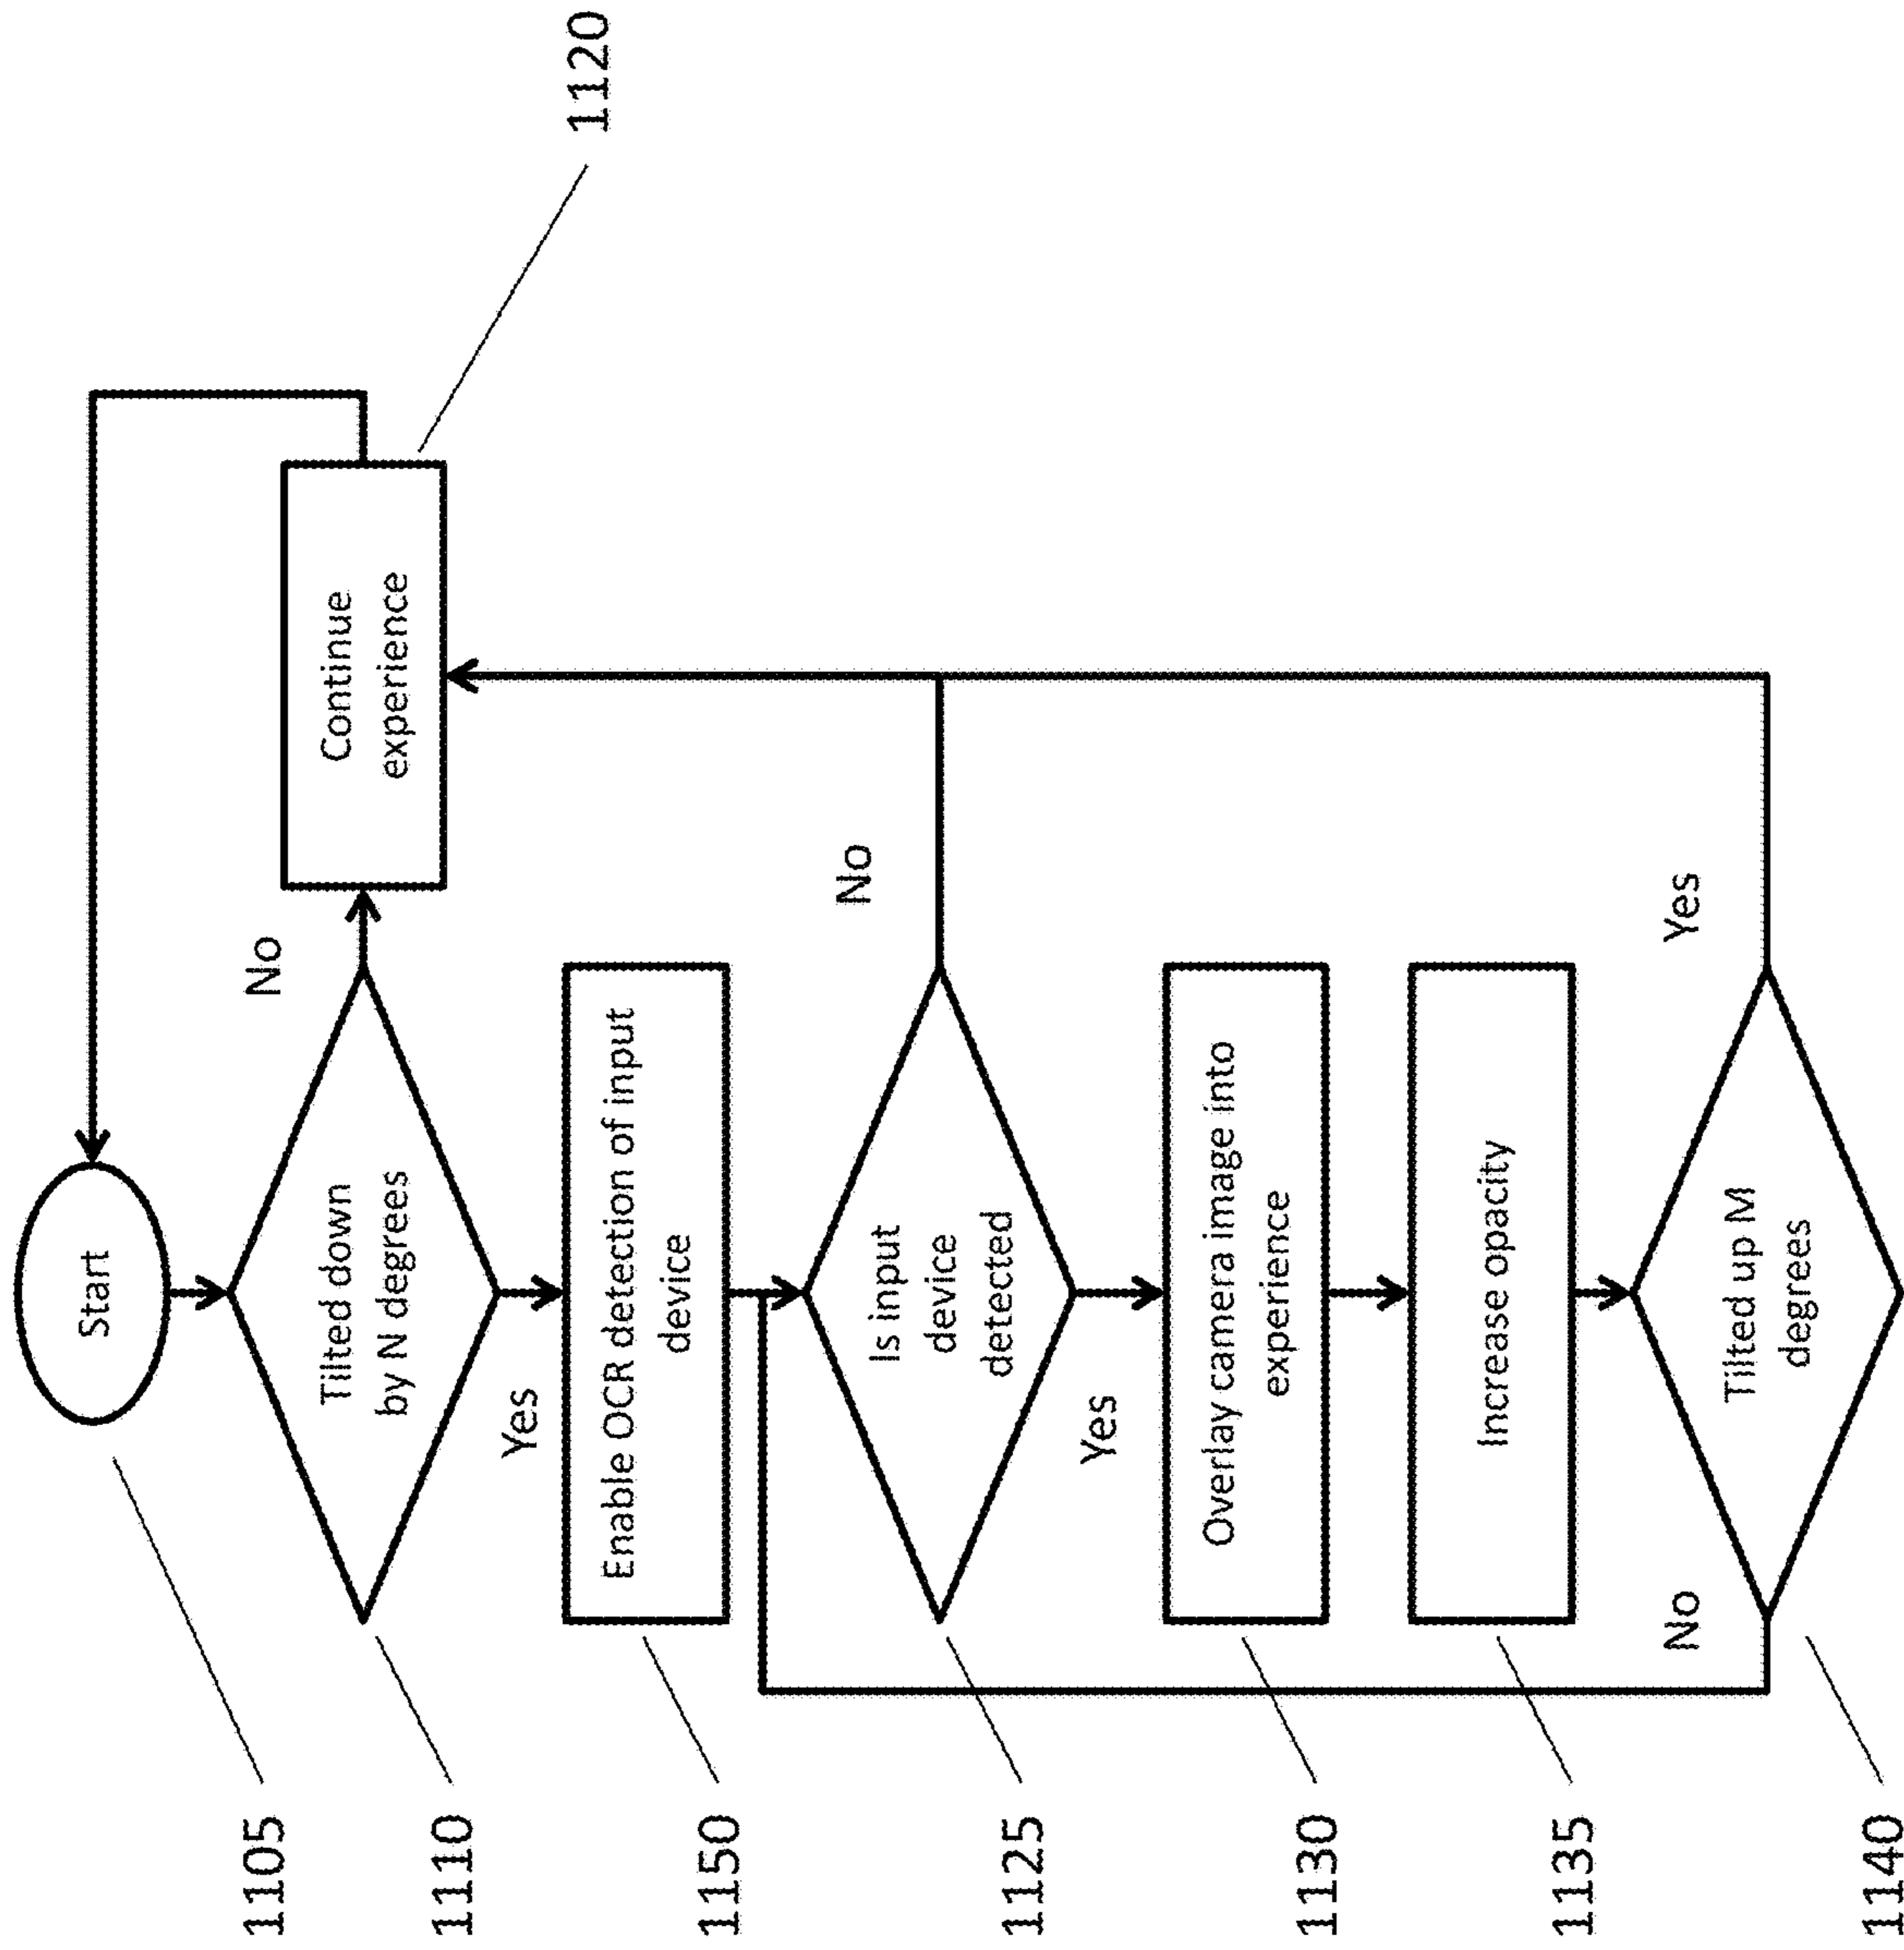 1105
Start
1110
Tilted down
by N degrees
No
Continue
experience
1120
Yes
1150
Enable OCR detection of input
device
1125
Is input
device
detected
No
Yes
1130
Overlay camera image into
experience
1135
Increase opacity
1140
No
Tilted up M
degrees
Yes